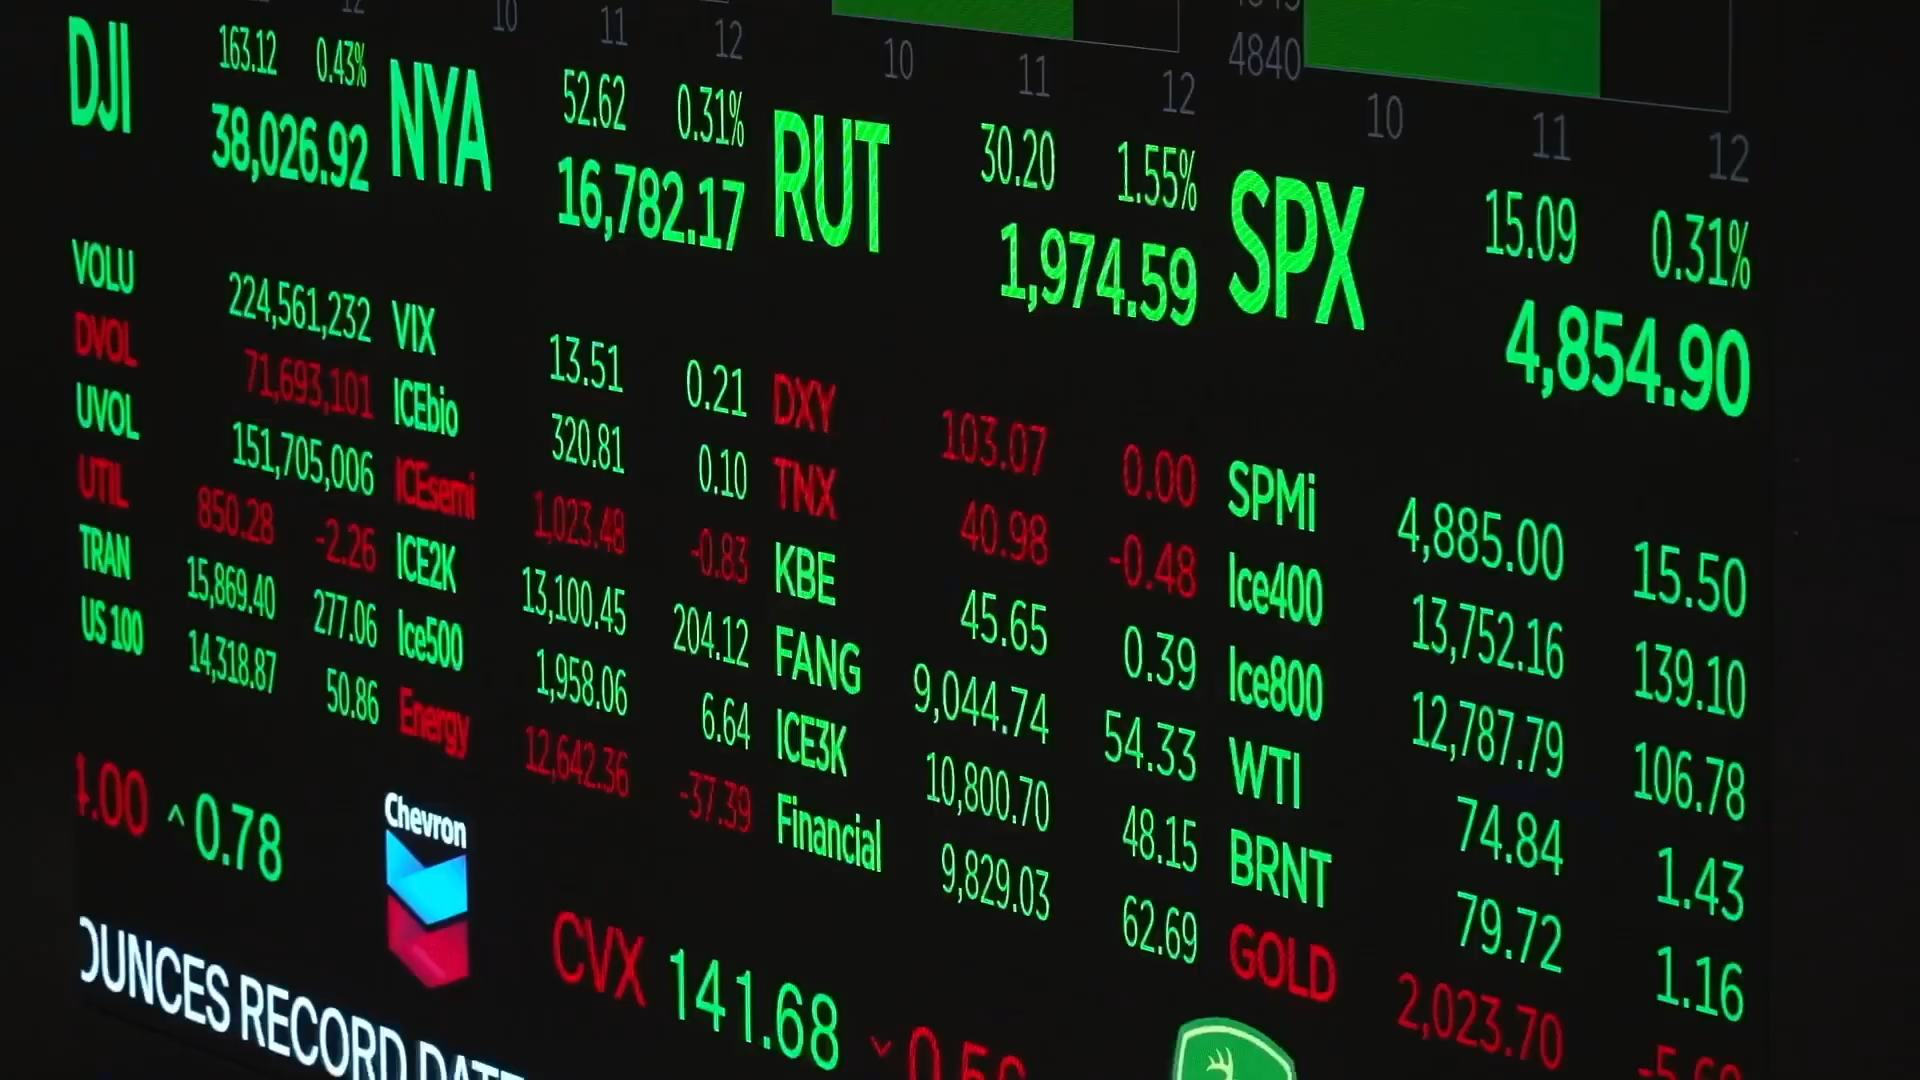 12 10 11 12 10 11 12 4840 10 11 12
DJI 163.12 0.43% 38,026.92
NYA 52.62 0.31% 16,782.17
RUT 30.20 1.55% 1,974.59
SPX 15.09 0.31% 4,854.90
VOLU 224,561,232
DVOL 71,693,101
UVOL 151,705,006
UTIL 850.28 -2.26
TRAN 15,869.40 277.06
US 100 14,318.87 50.86
VIX 13.51 0.21
ICEbio 320.81 0.10
ICEsemi 1,023.48 -0.83
ICE2K 13,100.45 204.12
Ice500 1,958.06 6.64
Energy 12,642.36 -37.39
DXY 103.07 0.00
TNX 40.98 -0.48
KBE 45.65 0.39
FANG 9,044.74 54.33
ICE3K 10,800.70 48.15
Financial 9,829.03 62.69
SPMi 4,885.00 15.50
Ice400 13,752.16 139.10
Ice800 12,787.79 106.78
WTI 74.84 1.43
BRNT 79.72 1.16
GOLD 2,023.70
.00 ^ 0.78 Chevron CVX 141.68
OUNCES RECORD DATE